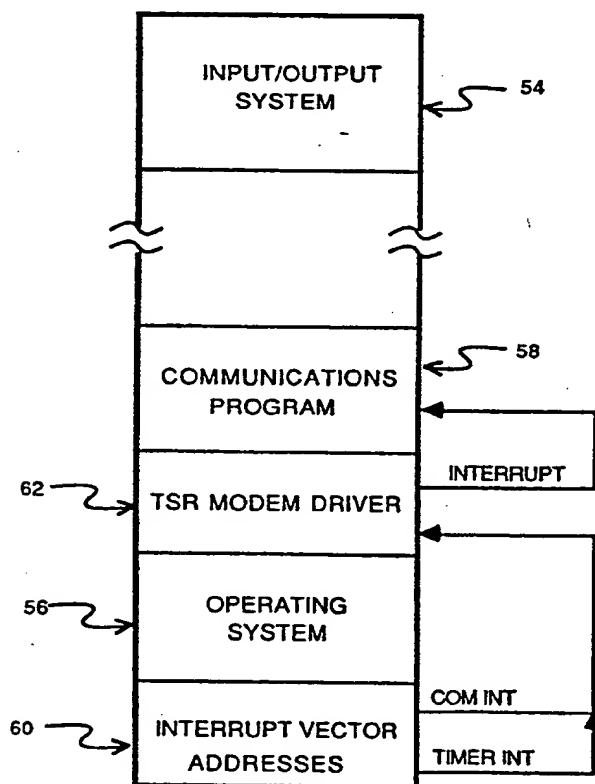 INPUT/OUTPUT
SYSTEM
54
COMMUNICATIONS
PROGRAM
58
INTERRUPT
62
TSR MODEM DRIVER
56
OPERATING
SYSTEM
COM INT
60
INTERRUPT VECTOR
ADDRESSES
TIMER INT